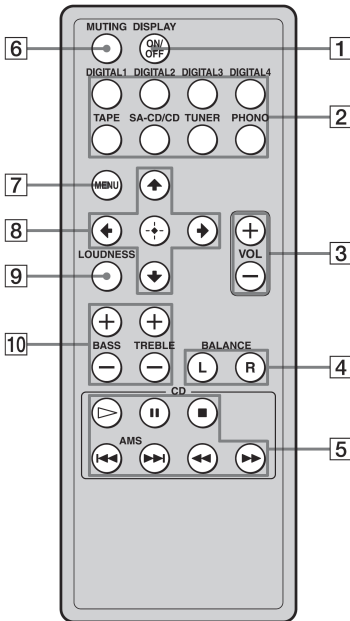 MUTING DISPLAY
6
ON/
OFF
1
DIGITAL1 DIGITAL2 DIGITAL3 DIGITAL4
2
TAPE SA-CD/CD TUNER PHONO
7
MENU
8
+
VOL
−
3
LOUDNESS
9
+ +
10
BASS TREBLE
− −
BALANCE
L R
4
CD
AMS
5